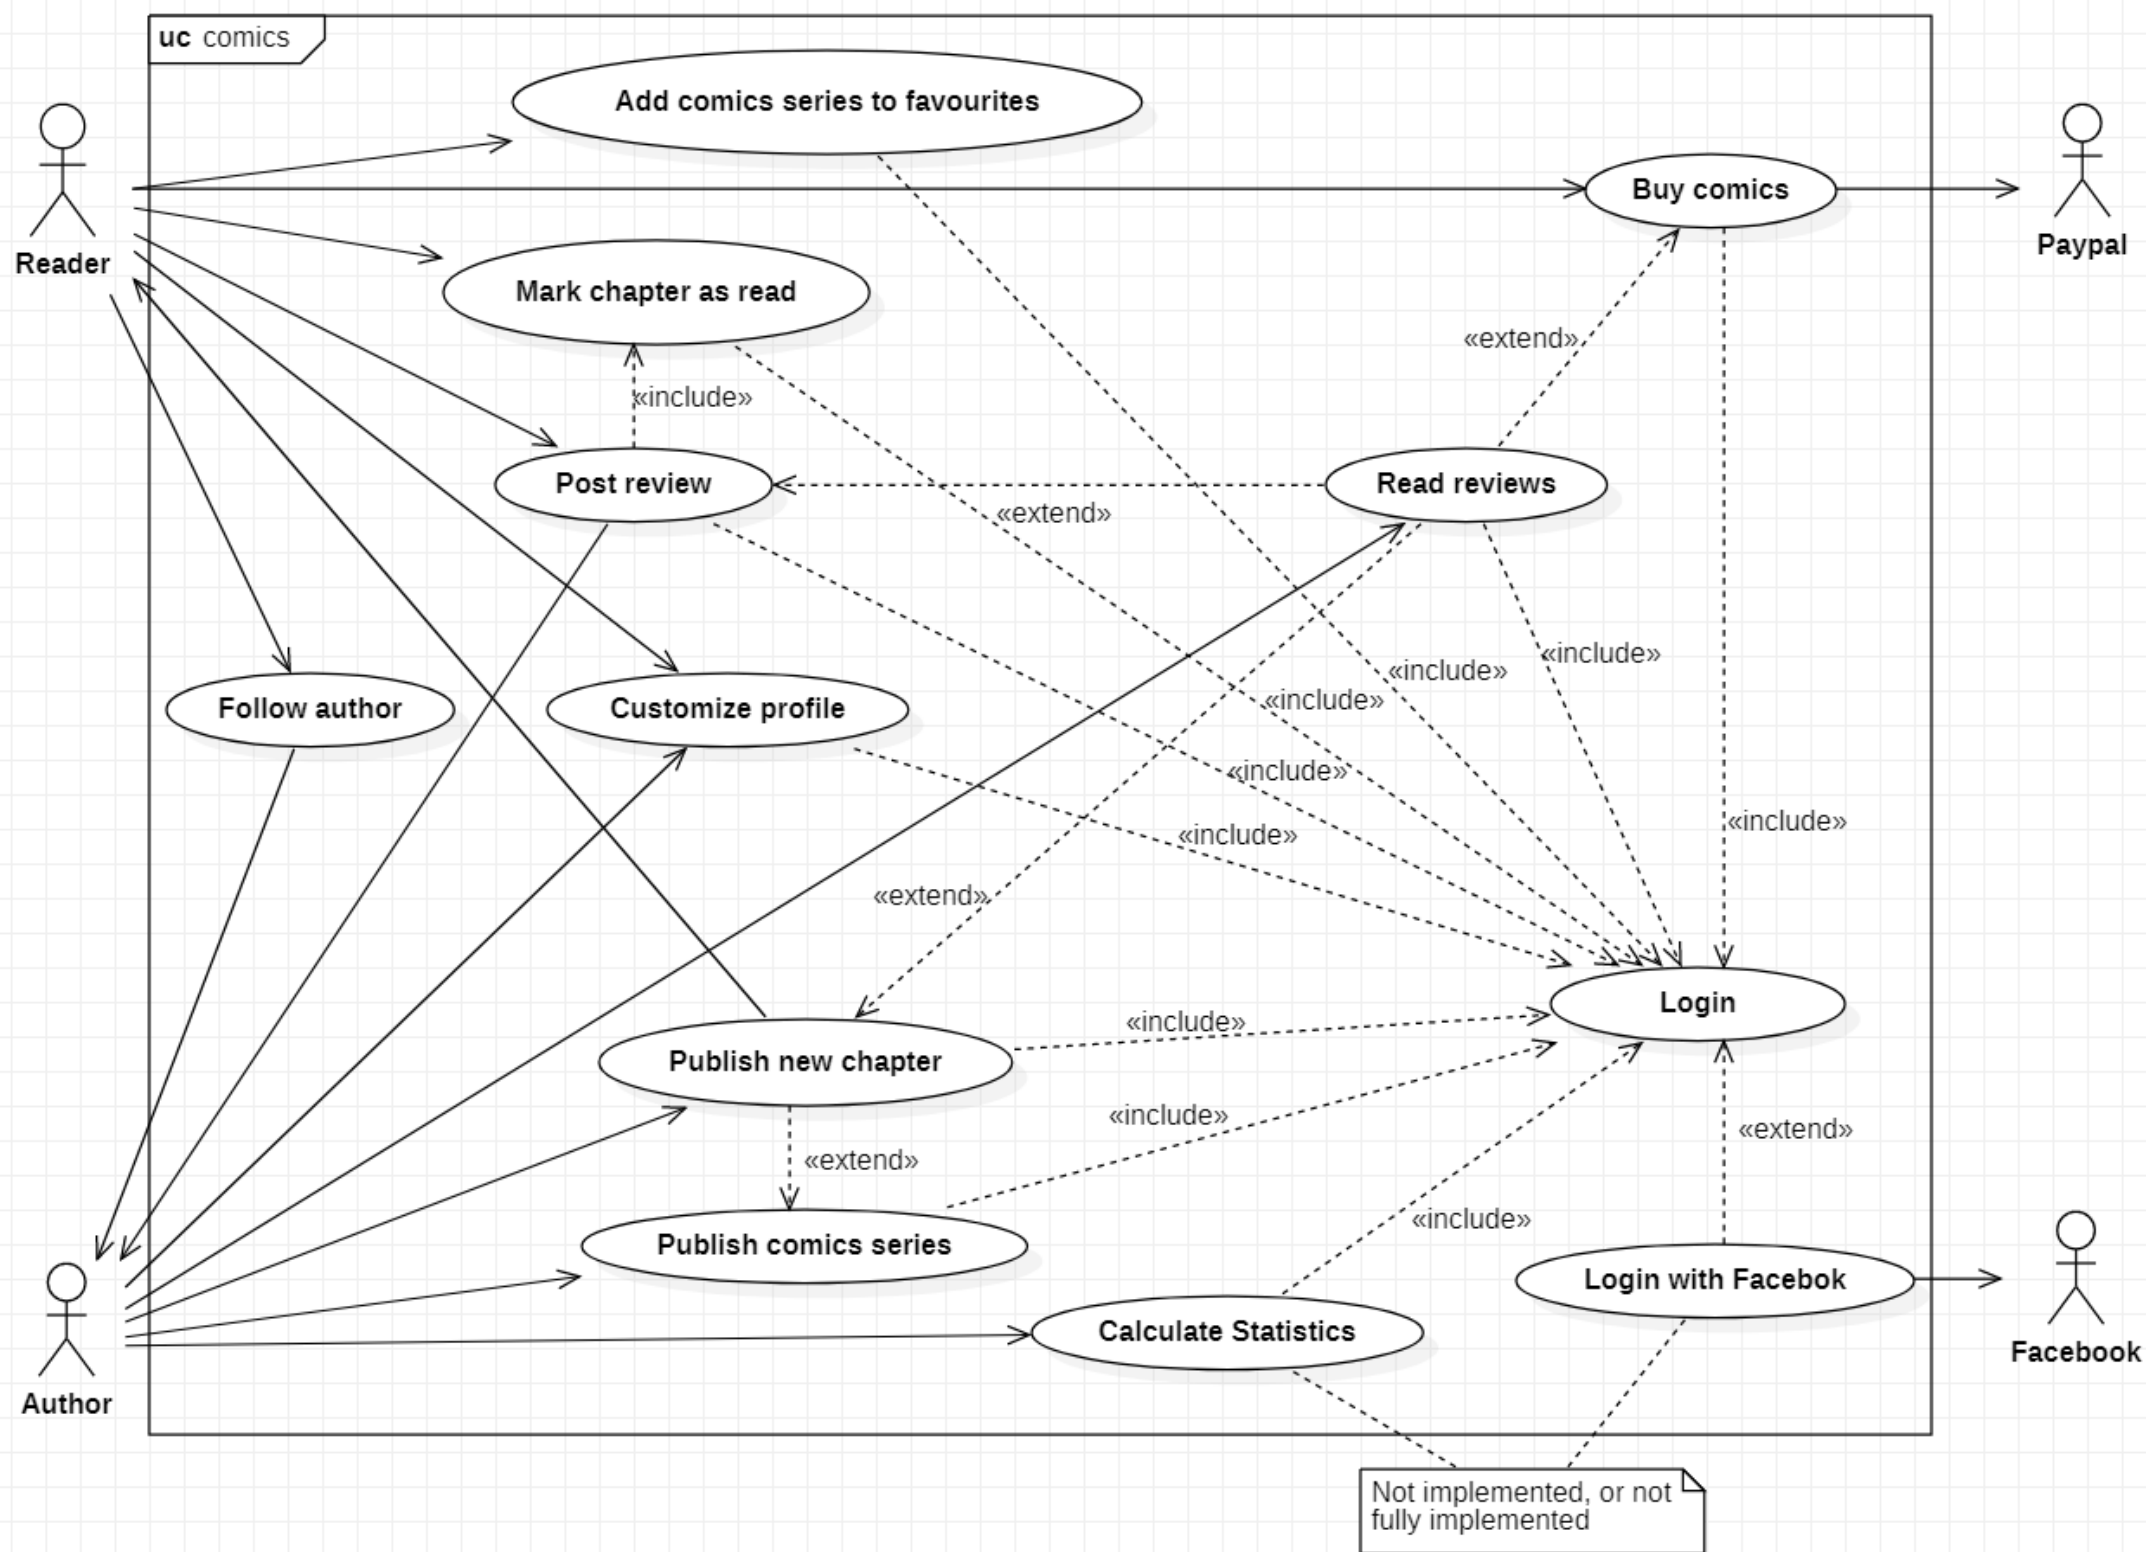 uc comics
Add comics series to favourites
Buy comics
Reader
Paypal
Mark chapter as read
«extend»
«include»
Post review
Read reviews
«extend»
«include»
«include»
«include»
Follow author
Customize profile
«include»
«include»
«include»
«extend»
Login
«include»
Publish new chapter
«include»
«extend»
«extend»
«include»
Publish comics series
Login with Facebok
Calculate Statistics
Facebook
Author
Not implemented, or not
fully implemented